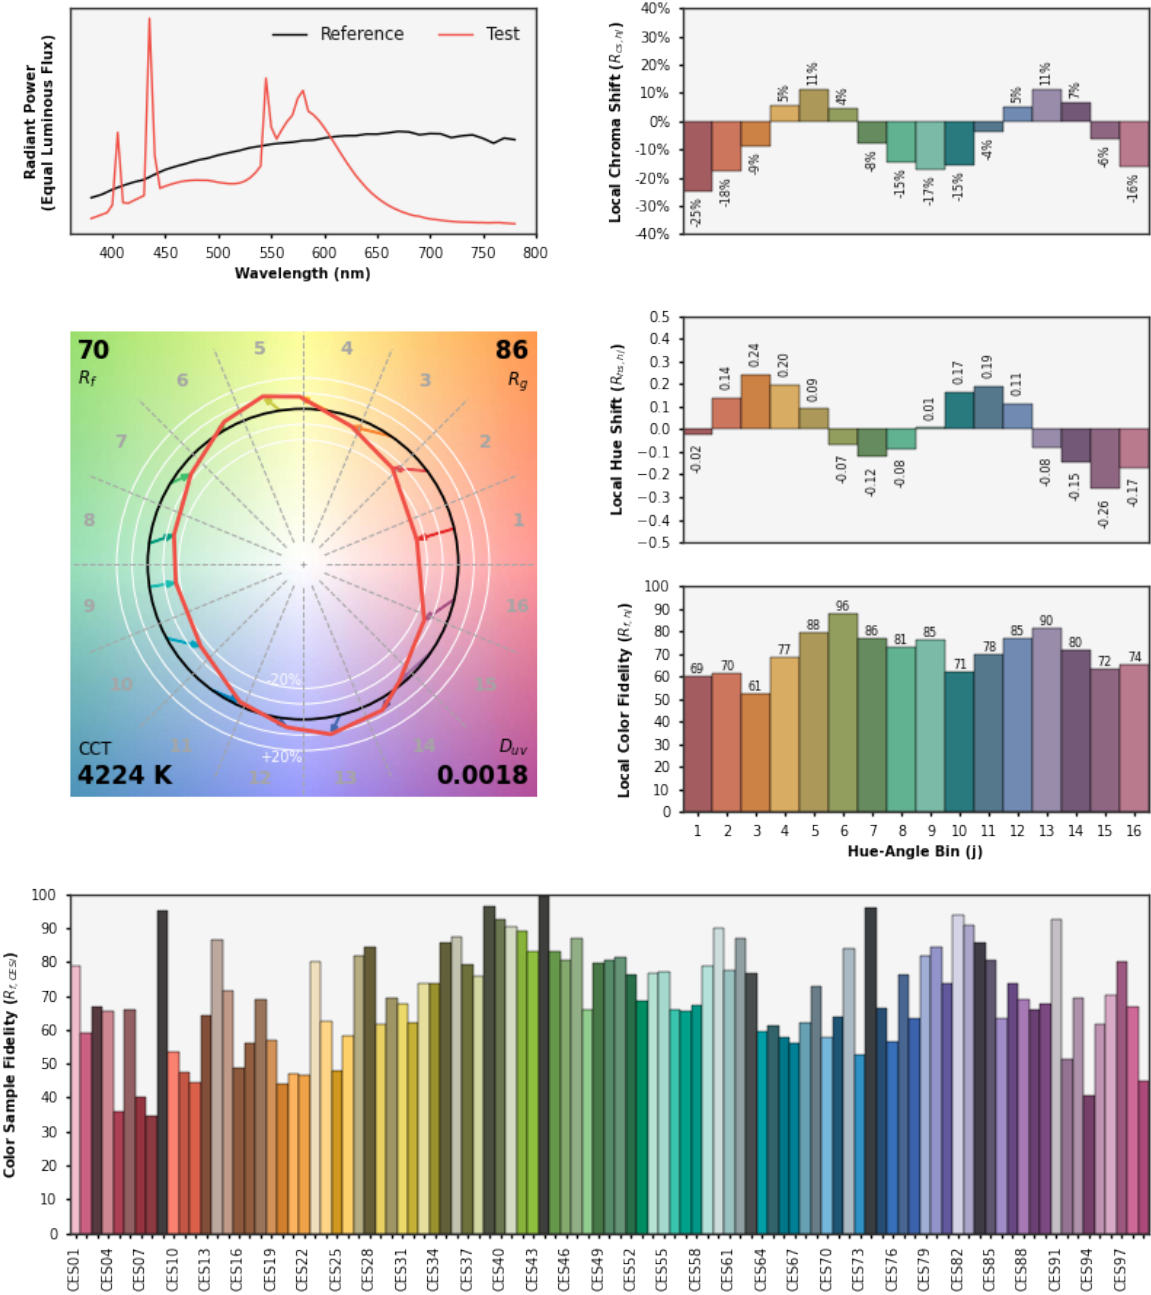 Radiant Power
(Equal Luminous Flux)
Reference
Test
400 450 500 550 600 650 700 750 800
Wavelength (nm)
Local Chroma Shift (Rcs,hj)
40%
30%
20%
10%
0%
-10%
-20%
-30%
-40%
-25% -18% -9% 5% 11% 4% -8% -15% -17% -15% -4% 5% 11% 7% -6% -16%
70
Rf
86
Rg
5 4
6 3
7 2
8 1
9 16
10 15
11 14
12 13
-20%
+20%
CCT
4224 K
Duv
0.0018
Local Hue Shift (Rhs,hj)
0.5
0.4
0.3
0.2
0.1
0.0
−0.1
−0.2
−0.3
−0.4
−0.5
-0.02 0.14 0.24 0.20 0.09 -0.07 -0.12 -0.08 0.01 0.17 0.19 0.11 -0.08 -0.15 -0.26 -0.17
Local Color Fidelity (Rf,hj)
100
90
80
70
60
50
40
30
20
10
0
69 70 61 77 88 96 86 81 85 71 78 85 90 80 72 74
1 2 3 4 5 6 7 8 9 10 11 12 13 14 15 16
Hue-Angle Bin (j)
Color Sample Fidelity (Rf,CESi)
100
90
80
70
60
50
40
30
20
10
0
CES01 CES04 CES07 CES10 CES13 CES16 CES19 CES22 CES25 CES28 CES31 CES34 CES37 CES40 CES43 CES46 CES49 CES52 CES55 CES58 CES61 CES64 CES67 CES70 CES73 CES76 CES79 CES82 CES85 CES88 CES91 CES94 CES97